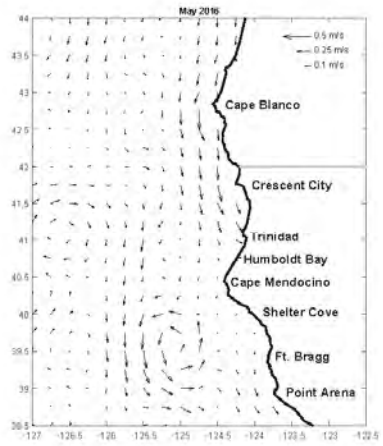 May 2016
44
0.5 m/s
43.5
0.25 m/s
0.1 m/s
43
Cape Blanco
42.5
42
Crescent City
41.5
Trinidad
41
Humboldt Bay
40.5
Cape Mendocino
40
Shelter Cove
39.5
Ft. Bragg
39
Point Arena
38.5
-127 -126.5 -126 -125.5 -125 -124.5 -124 -123.5 -123 -122.5